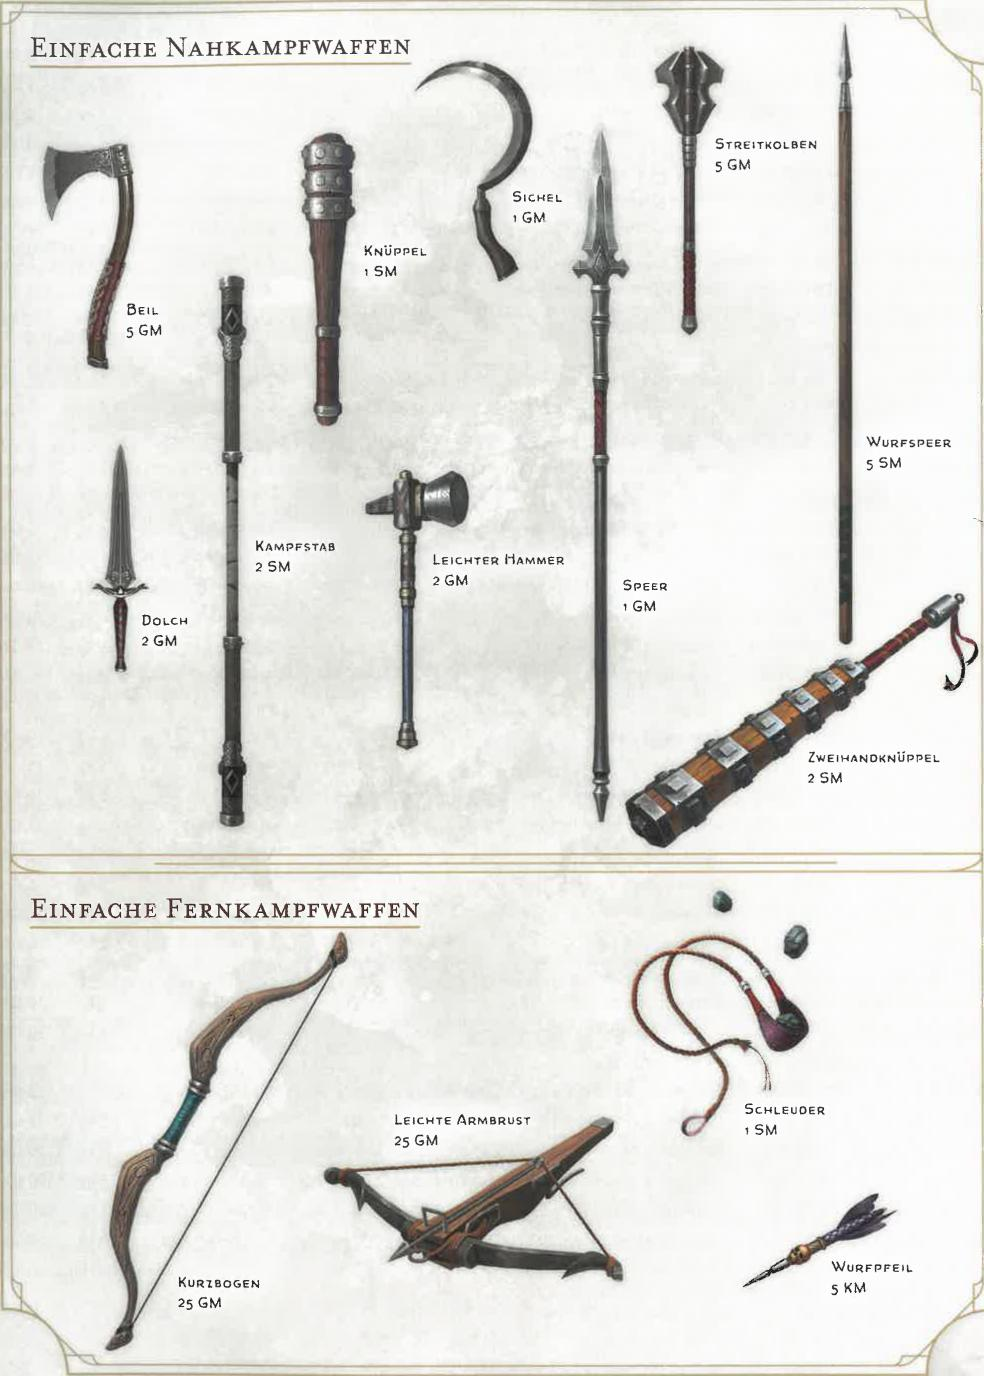 Einfache Nahkampfwaffen
Streitkolben
5 GM
Sichel
1 GM
Knüppel
1 SM
Beil
5 GM
Wurfspeer
5 SM
Kampfstab
2 SM
Leichter Hammer
2 GM
Speer
1 GM
Dolch
2 GM
Zweihandknüppel
2 SM
Einfache Fernkampfwaffen
Schleuder
1 SM
Leichte Armbrust
25 GM
Wurfpfeil
5 KM
Kurzbogen
25 GM